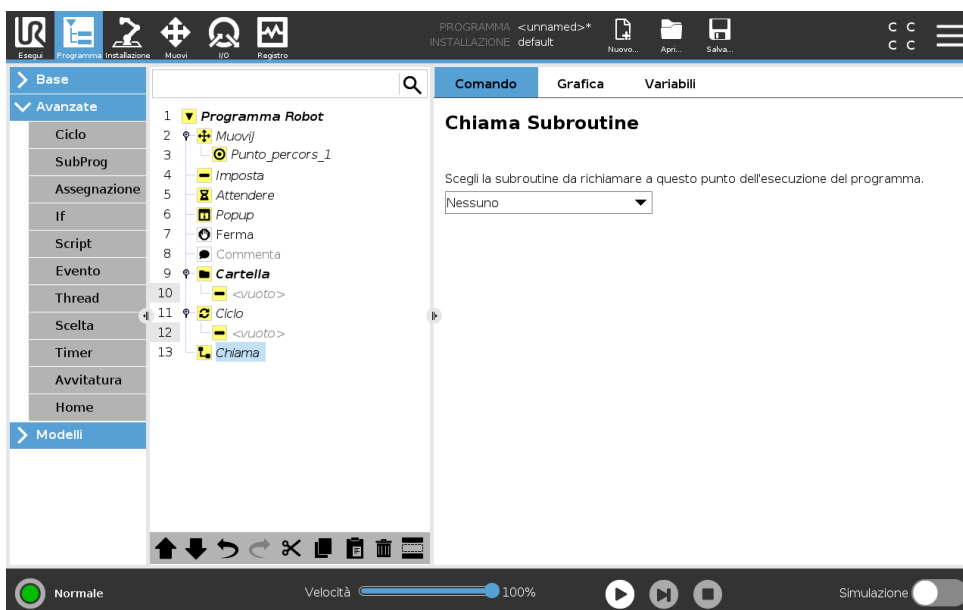 UR
Esegui
Programma
Installazione
Muovi
I/O
Registro
PROGRAMMA <unnamed>*
INSTALLAZIONE default
Nuovo...
Apri...
Salva...
C C
C C
Base
Avanzate
Ciclo
SubProg
Assegnazione
If
Script
Evento
Thread
Scelta
Timer
Avvitatura
Home
Modelli
1 Programma Robot
2 MuoviJ
3 Punto_percors_1
4 Imposta
5 Attendere
6 Popup
7 Ferma
8 Commenta
9 Cartella
10 <vuoto>
11 Ciclo
12 <vuoto>
13 Chiama
Comando Grafica Variabili
Chiama Subroutine
Scegli la subroutine da richiamare a questo punto dell'esecuzione del programma.
Nessuno
Normale
Velocità 100%
Simulazione